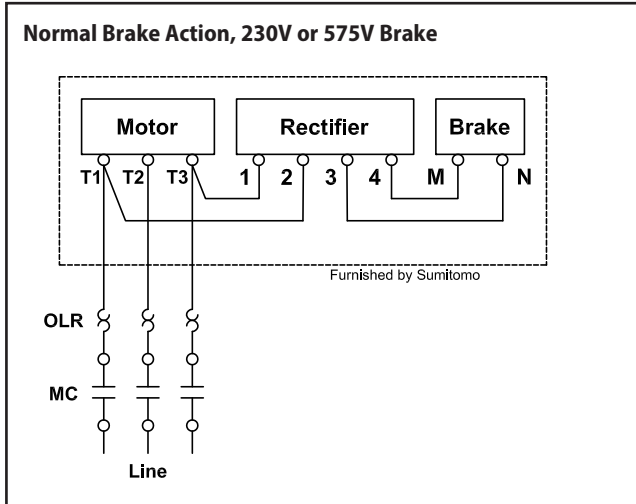 Normal Brake Action, 230V or 575V Brake
Motor Rectifier Brake
T1 T2 T3 1 2 3 4 M N
Furnished by Sumitomo
OLR
MC
Line